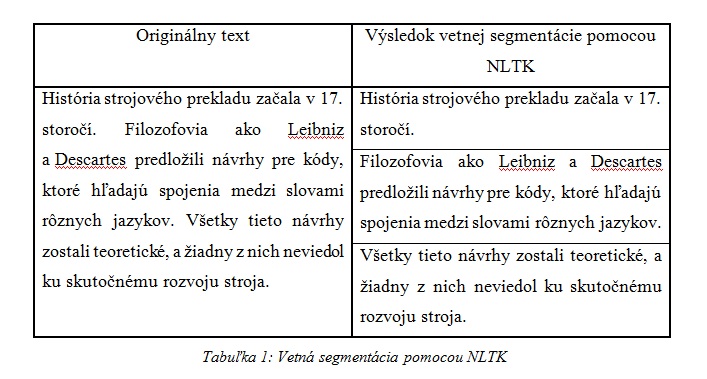 Originálny text
Výsledok vetnej segmentácie pomocou
NLTK
História strojového prekladu začala v 17.
storočí. Filozofovia ako Leibniz
a Descartes predložili návrhy pre kódy,
ktoré hľadajú spojenia medzi slovami
rôznych jazykov. Všetky tieto návrhy
zostali teoretické, a žiadny z nich neviedol
ku skutočnému rozvoju stroja.
História strojového prekladu začala v 17.
storočí.
Filozofovia ako Leibniz a Descartes
predložili návrhy pre kódy, ktoré hľadajú
spojenia medzi slovami rôznych jazykov.
Všetky tieto návrhy zostali teoretické, a
žiadny z nich neviedol ku skutočnému
rozvoju stroja.
Tabuľka 1: Vetná segmentácia pomocou NLTK